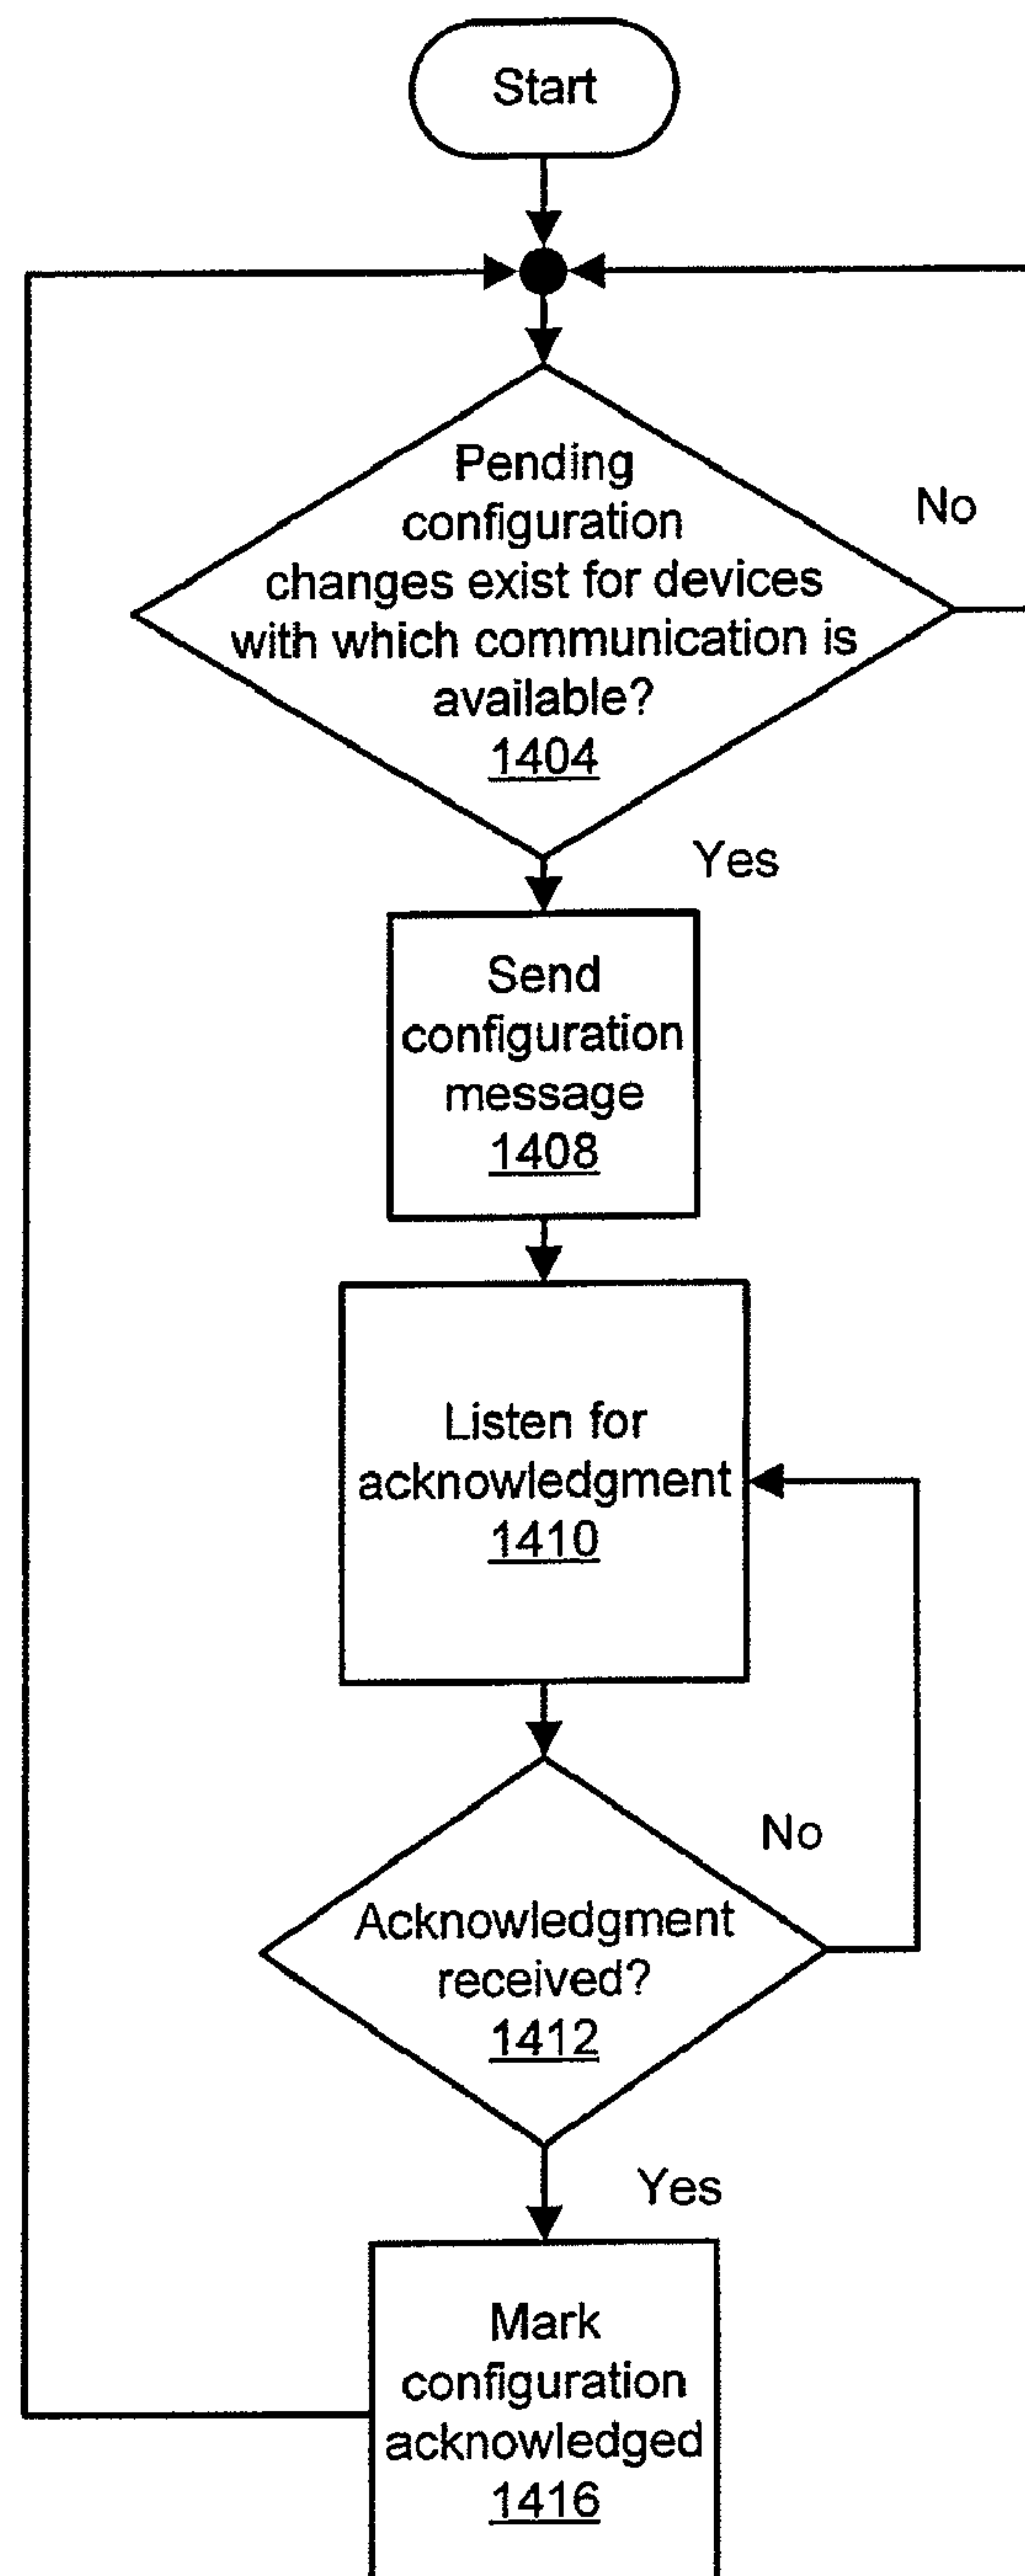 Start
Pending
configuration
changes exist for devices
with which communication is
available?
1404
No
Yes
Send
configuration
message
1408
Listen for
acknowledgment
1410
No
Acknowledgment
received?
1412
Yes
Mark
configuration
acknowledged
1416